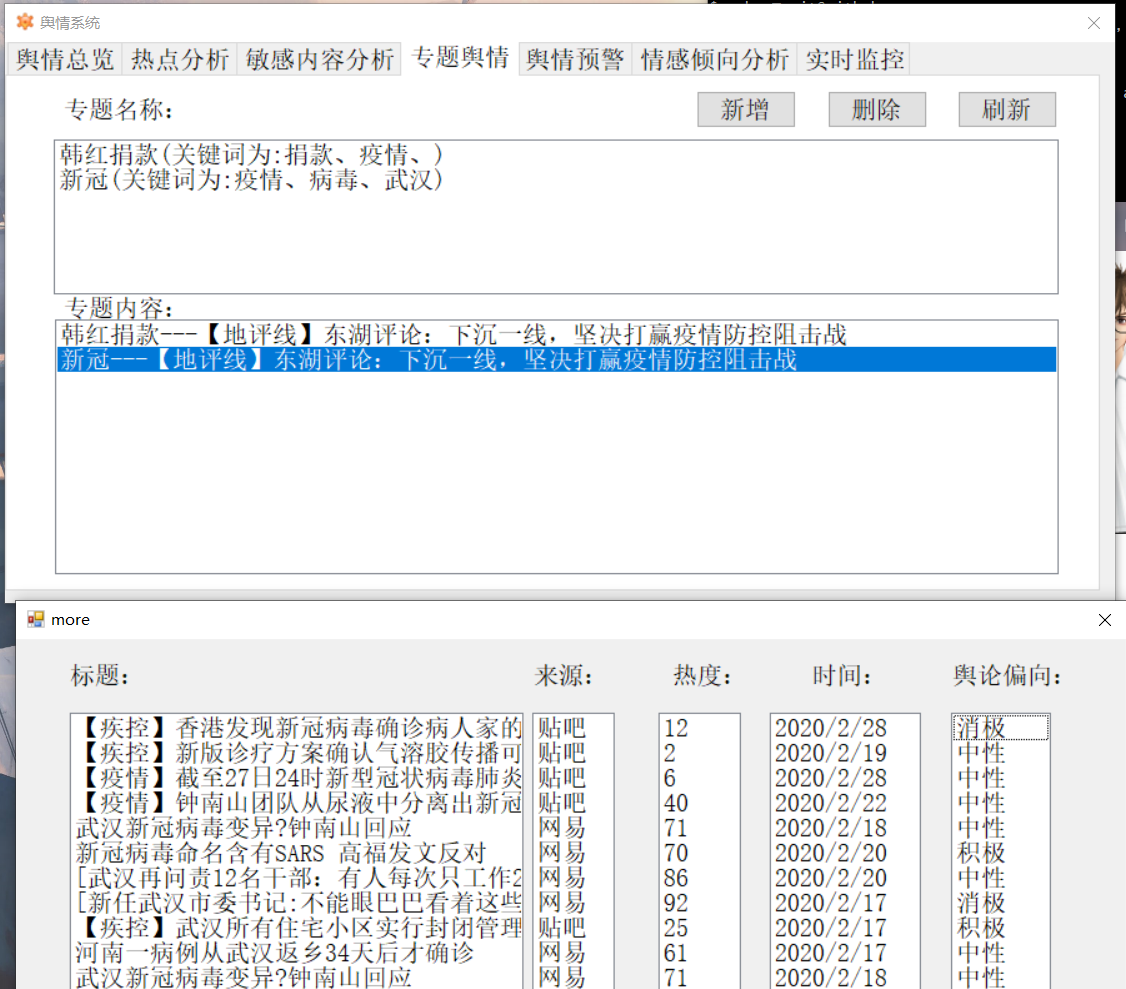 舆情系统
舆情总览 热点分析 敏感内容分析 专题舆情 舆情预警 情感倾向分析 实时监控
专题名称： 新增 删除 刷新
韩红捐款(关键词为:捐款、疫情、)
新冠(关键词为:疫情、病毒、武汉)
专题内容：
韩红捐款---【地评线】东湖评论：下沉一线，坚决打赢疫情防控阻击战
新冠---【地评线】东湖评论：下沉一线，坚决打赢疫情防控阻击战
more
标题： 来源： 热度： 时间： 舆论偏向：
【疾控】香港发现新冠病毒确诊病人家的 贴吧 12 2020/2/28 消极
【疾控】新版诊疗方案确认气溶胶传播可 贴吧 2 2020/2/19 中性
【疫情】截至27日24时新型冠状病毒肺炎 贴吧 6 2020/2/28 中性
【疫情】钟南山团队从尿液中分离出新冠 贴吧 40 2020/2/22 中性
武汉新冠病毒变异?钟南山回应 网易 71 2020/2/18 中性
新冠病毒命名含有SARS 高福发文反对 网易 70 2020/2/20 积极
[武汉再问责12名干部：有人每次只工作2 网易 86 2020/2/20 中性
[新任武汉市委书记:不能眼巴巴看着这些 网易 92 2020/2/17 消极
【疾控】武汉所有住宅小区实行封闭管理 贴吧 25 2020/2/17 积极
河南一病例从武汉返乡34天后才确诊 网易 61 2020/2/17 中性
武汉新冠病毒变异?钟南山回应 网易 71 2020/2/18 中性